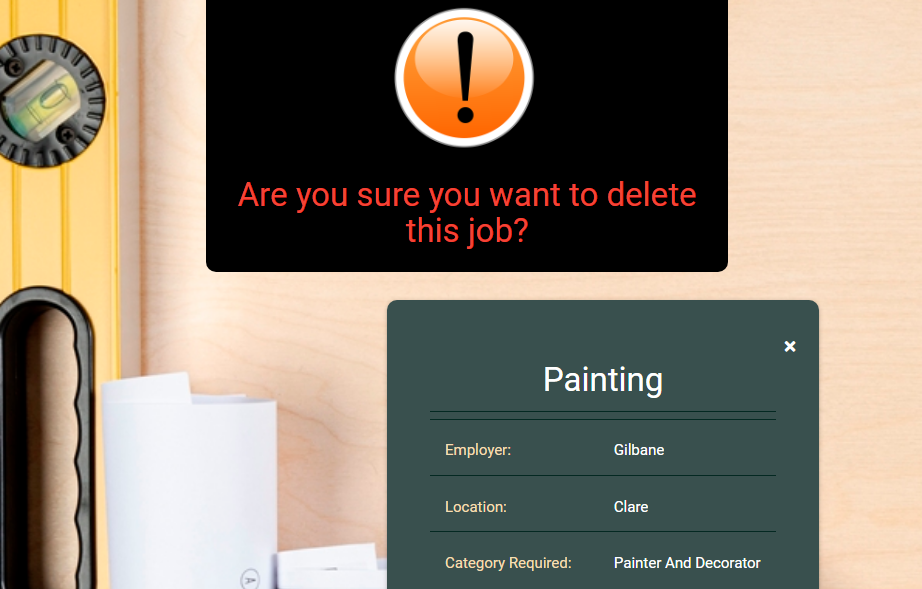 Are you sure you want to delete
this job?
×
Painting
Employer: Gilbane
Location: Clare
Category Required: Painter And Decorator
A